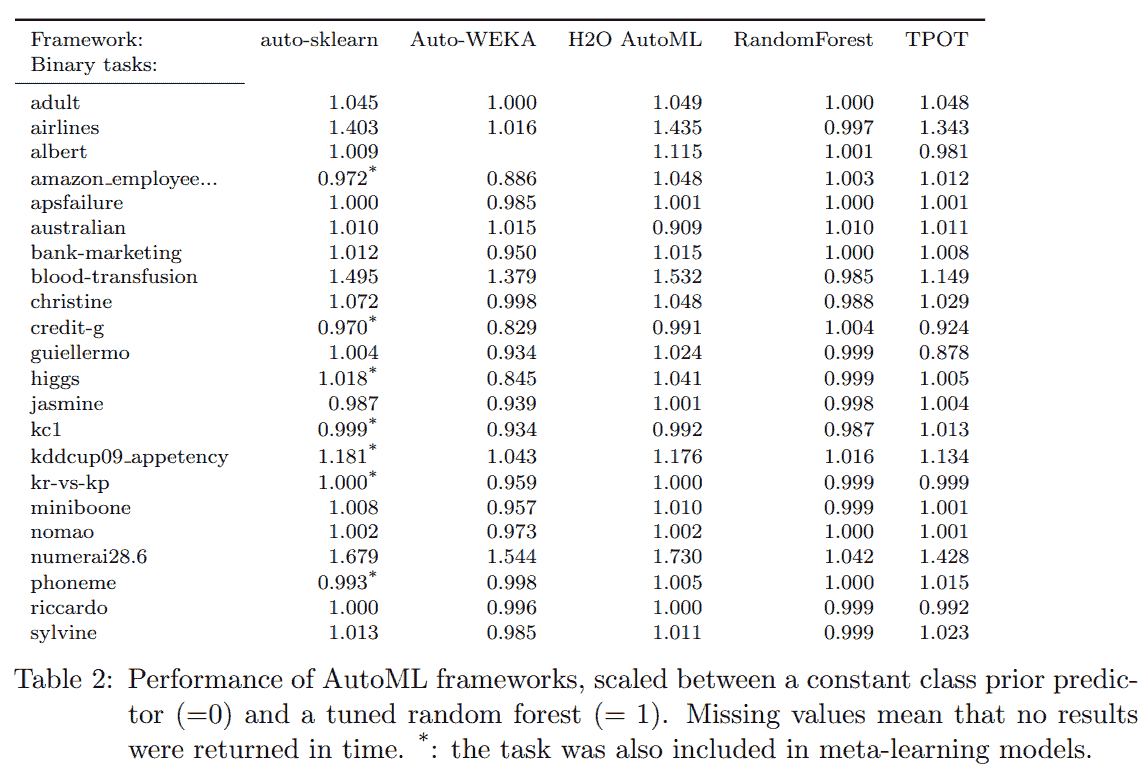 Framework: auto-sklearn Auto-WEKA H2O AutoML RandomForest TPOT
Binary tasks:
adult 1.045 1.000 1.049 1.000 1.048
airlines 1.403 1.016 1.435 0.997 1.343
albert 1.009 1.115 1.001 0.981
amazon_employee... 0.972* 0.886 1.048 1.003 1.012
apsfailure 1.000 0.985 1.001 1.000 1.001
australian 1.010 1.015 0.909 1.010 1.011
bank-marketing 1.012 0.950 1.015 1.000 1.008
blood-transfusion 1.495 1.379 1.532 0.985 1.149
christine 1.072 0.998 1.048 0.988 1.029
credit-g 0.970* 0.829 0.991 1.004 0.924
guiellermo 1.004 0.934 1.024 0.999 0.878
higgs 1.018* 0.845 1.041 0.999 1.005
jasmine 0.987 0.939 1.001 0.998 1.004
kc1 0.999* 0.934 0.992 0.987 1.013
kddcup09_appetency 1.181* 1.043 1.176 1.016 1.134
kr-vs-kp 1.000* 0.959 1.000 0.999 0.999
miniboone 1.008 0.957 1.010 0.999 1.001
nomao 1.002 0.973 1.002 1.000 1.001
numerai28.6 1.679 1.544 1.730 1.042 1.428
phoneme 0.993* 0.998 1.005 1.000 1.015
riccardo 1.000 0.996 1.000 0.999 0.992
sylvine 1.013 0.985 1.011 0.999 1.023
Table 2: Performance of AutoML frameworks, scaled between a constant class prior predic-
tor (=0) and a tuned random forest (= 1). Missing values mean that no results
were returned in time. *: the task was also included in meta-learning models.